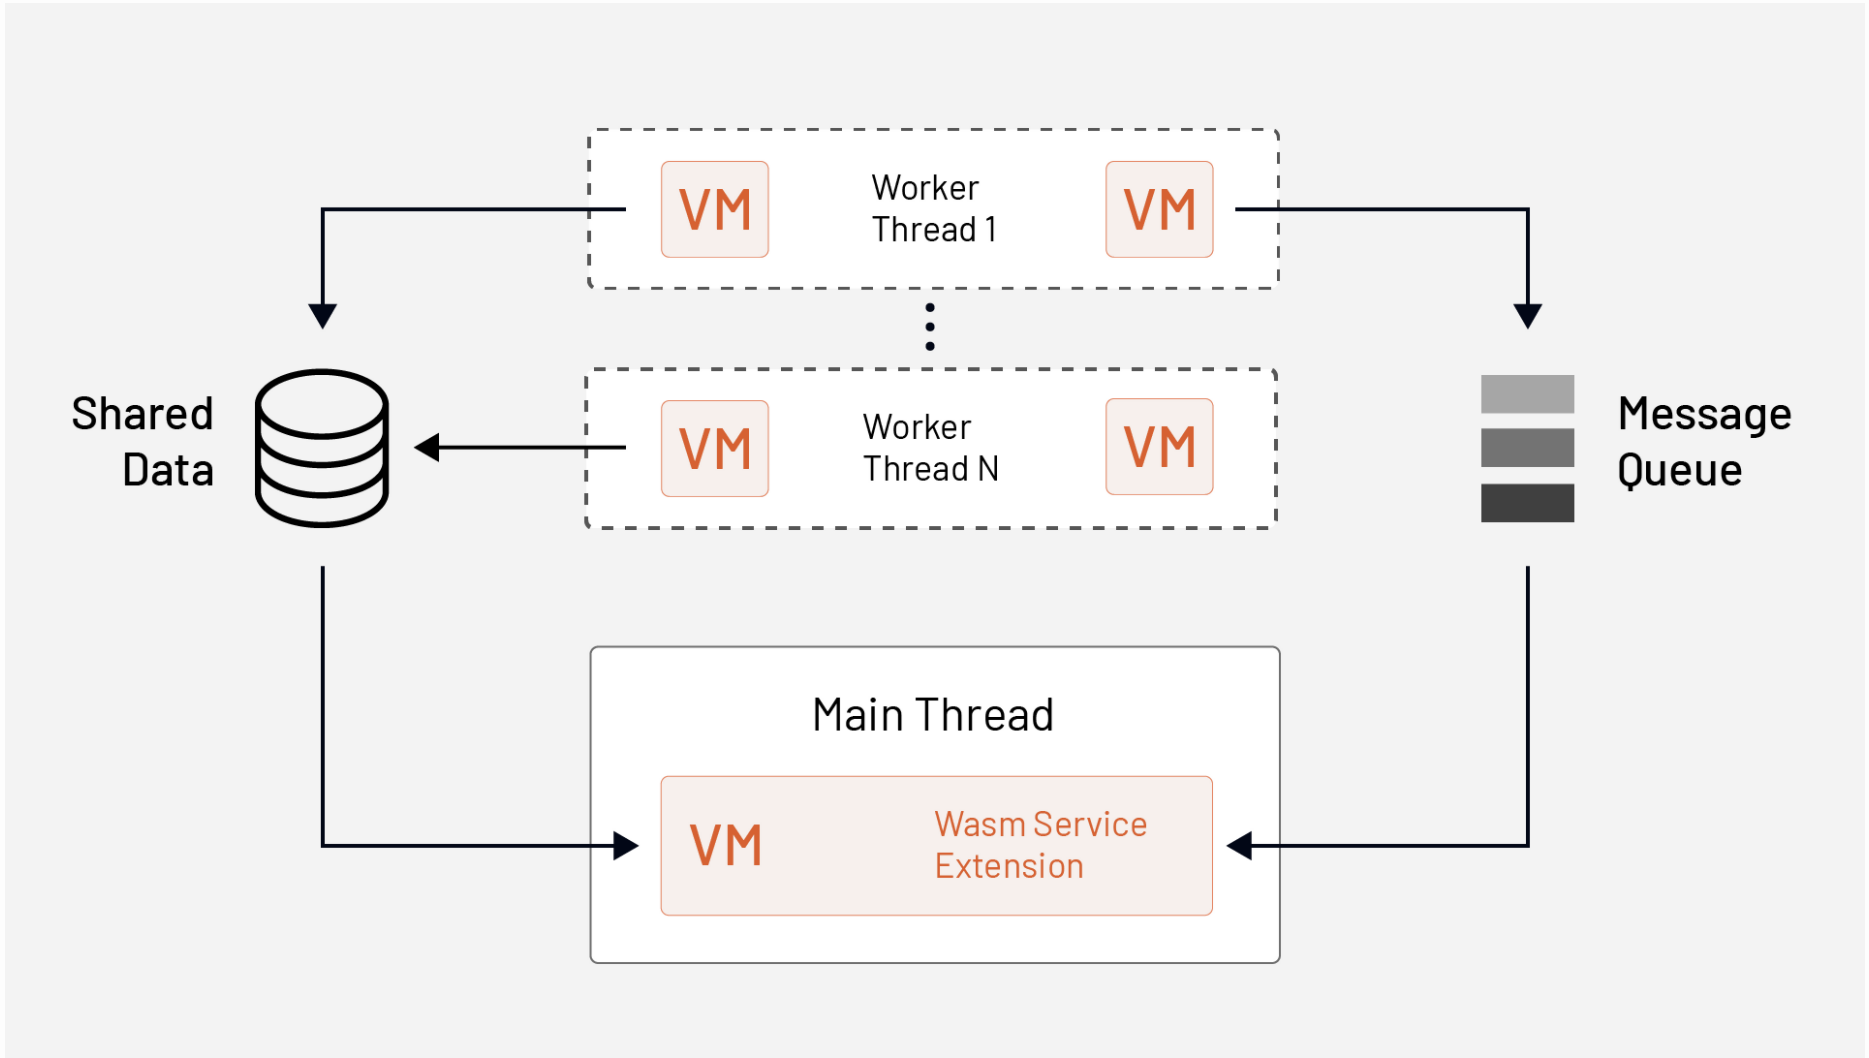 VM
Worker
Thread 1
VM
Shared
Data
VM
Worker
Thread N
VM
Message
Queue
Main Thread
VM
Wasm Service
Extension